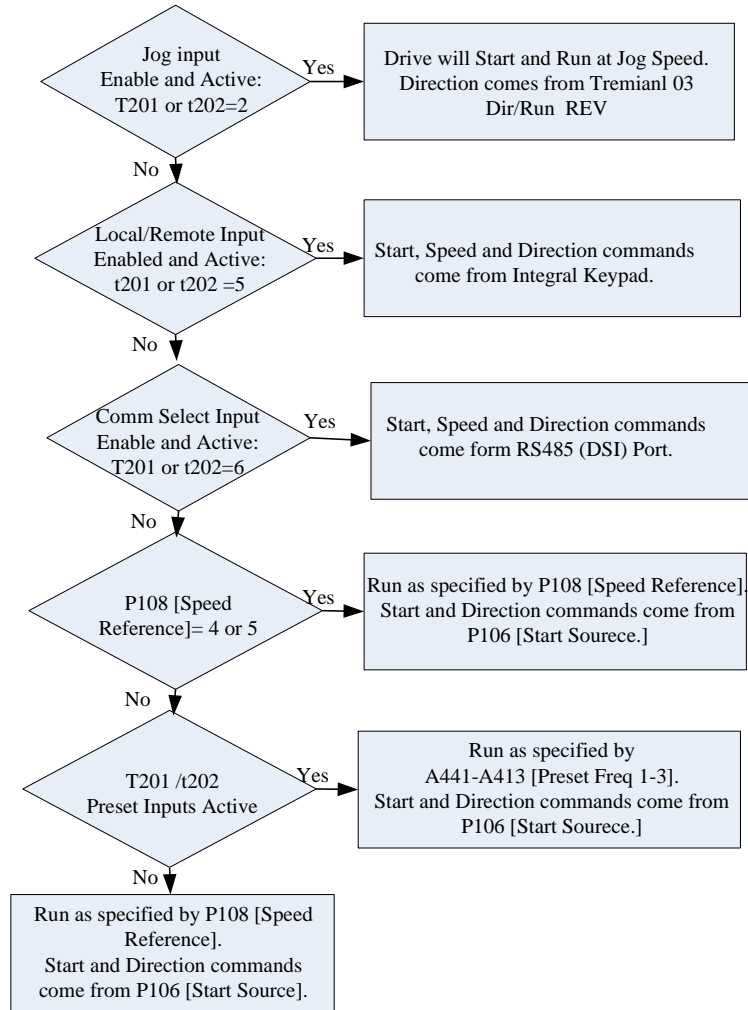 Jog input
Enable and Active:
T201 or t202=2
Yes
Drive will Start and Run at Jog Speed.
Direction comes from Tremianl 03
Dir/Run REV
No
Local/Remote Input
Enabled and Active:
t201 or t202 =5
Yes
Start, Speed and Direction commands
come from Integral Keypad.
No
Comm Select Input
Enable and Active:
T201 or t202=6
Yes
Start, Speed and Direction commands
come form RS485 (DSI) Port.
No
P108 [Speed
Reference]= 4 or 5
Yes
Run as specified by P108 [Speed Reference].
Start and Direction commands come from
P106 [Start Sourece.]
No
T201 /t202
Preset Inputs Active
Yes
Run as specified by
A441-A413 [Preset Freq 1-3].
Start and Direction commands come from
P106 [Start Sourece.]
No
Run as specified by P108 [Speed
Reference].
Start and Direction commands
come from P106 [Start Source].